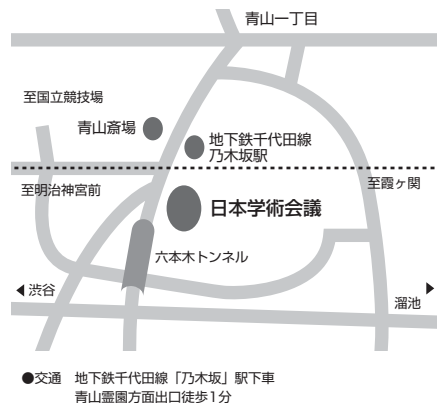 青山一丁目
至国立競技場
青山斎場
地下鉄千代田線
乃木坂駅
至明治神宮前
至霞ヶ関
日本学術会議
六本木トンネル
渋谷
溜池
●交通 地下鉄千代田線「乃木坂」駅下車
青山霊園方面出口徒歩1分